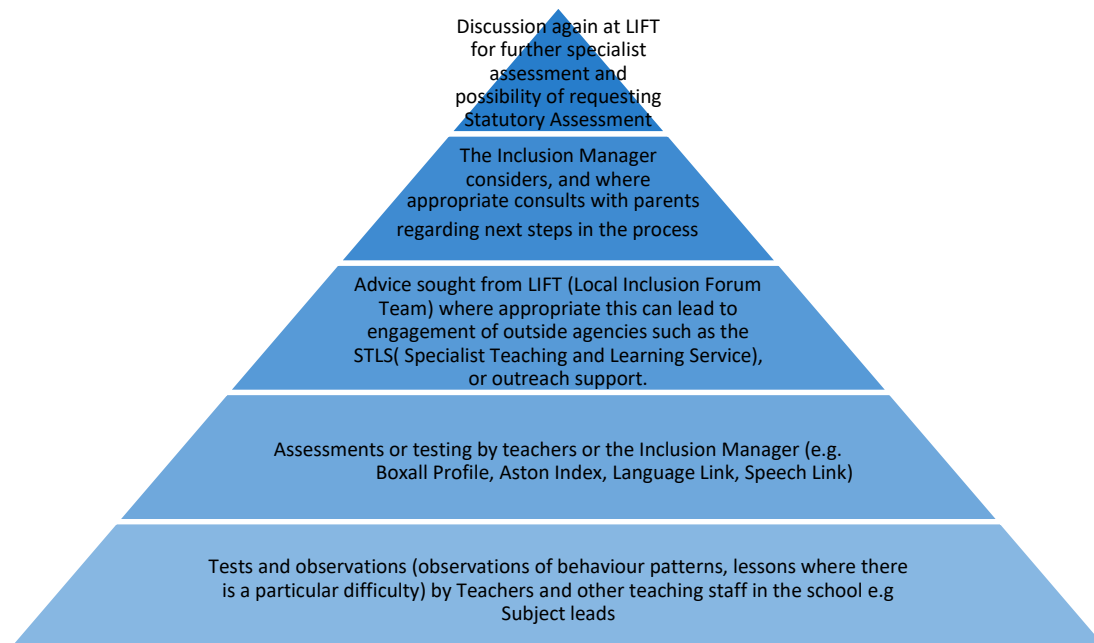 Discussion again at LIFT
for further specialist
assessment and
possibility of requesting
Statutory Assessment
The Inclusion Manager
considers, and where
appropriate consults with parents
regarding next steps in the process
Advice sought from LIFT (Local Inclusion Forum
Team) where appropriate this can lead to
engagement of outside agencies such as the
STLS( Specialist Teaching and Learning Service),
or outreach support.
Assessments or testing by teachers or the Inclusion Manager (e.g.
Boxall Profile, Aston Index, Language Link, Speech Link)
Tests and observations (observations of behaviour patterns, lessons where there
is a particular difficulty) by Teachers and other teaching staff in the school e.g
Subject leads